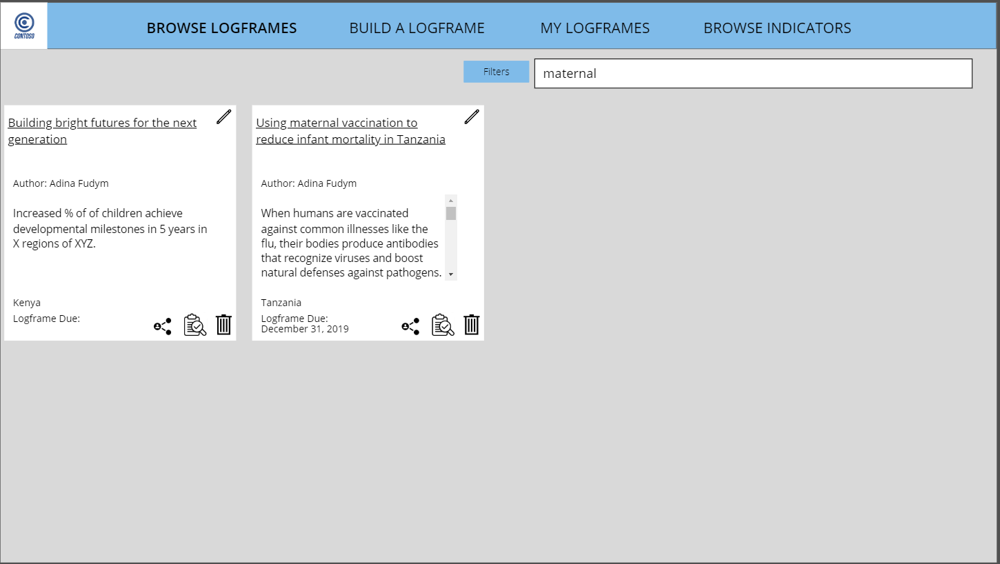 CONTOSO
BROWSE LOGFRAMES
BUILD A LOGFRAME
MY LOGFRAMES
BROWSE INDICATORS
Filters
maternal
Building bright futures for the next
generation
Author: Adina Fudym
Increased % of of children achieve
developmental milestones in 5 years in
X regions of XYZ.
Kenya
Logframe Due:
Using maternal vaccination to
reduce infant mortality in Tanzania
Author: Adina Fudym
When humans are vaccinated
against common illnesses like the
flu, their bodies produce antibodies
that recognize viruses and boost
natural defenses against pathogens.
Tanzania
Logframe Due:
December 31, 2019